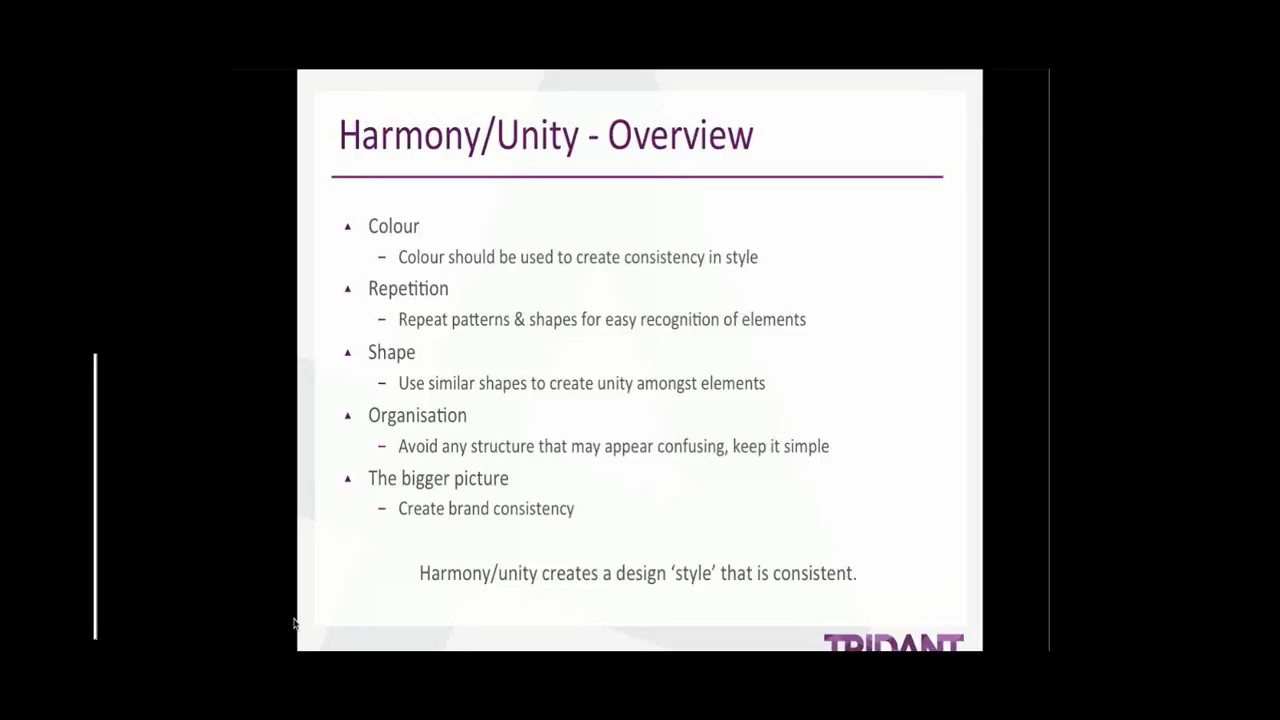 Harmony/Unity - Overview
Colour
– Colour should be used to create consistency in style
Repetition
– Repeat patterns & shapes for easy recognition of elements
Shape
– Use similar shapes to create unity amongst elements
Organisation
– Avoid any structure that may appear confusing, keep it simple
The bigger picture
– Create brand consistency
Harmony/unity creates a design ‘style’ that is consistent.
TRIDANT